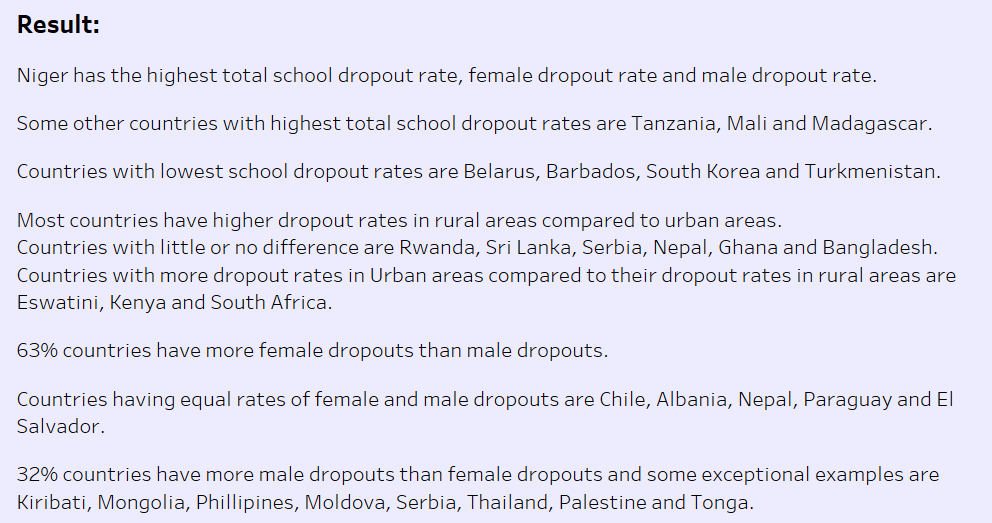 Result:
Niger has the highest total school dropout rate, female dropout rate and male dropout rate.
Some other countries with highest total school dropout rates are Tanzania, Mali and Madagascar.
Countries with lowest school dropout rates are Belarus, Barbados, South Korea and Turkmenistan.
Most countries have higher dropout rates in rural areas compared to urban areas.
Countries with little or no difference are Rwanda, Sri Lanka, Serbia, Nepal, Ghana and Bangladesh.
Countries with more dropout rates in Urban areas compared to their dropout rates in rural areas are
Eswatini, Kenya and South Africa.
63% countries have more female dropouts than male dropouts.
Countries having equal rates of female and male dropouts are Chile, Albania, Nepal, Paraguay and El
Salvador.
32% countries have more male dropouts than female dropouts and some exceptional examples are
Kiribati, Mongolia, Phillipines, Moldova, Serbia, Thailand, Palestine and Tonga.